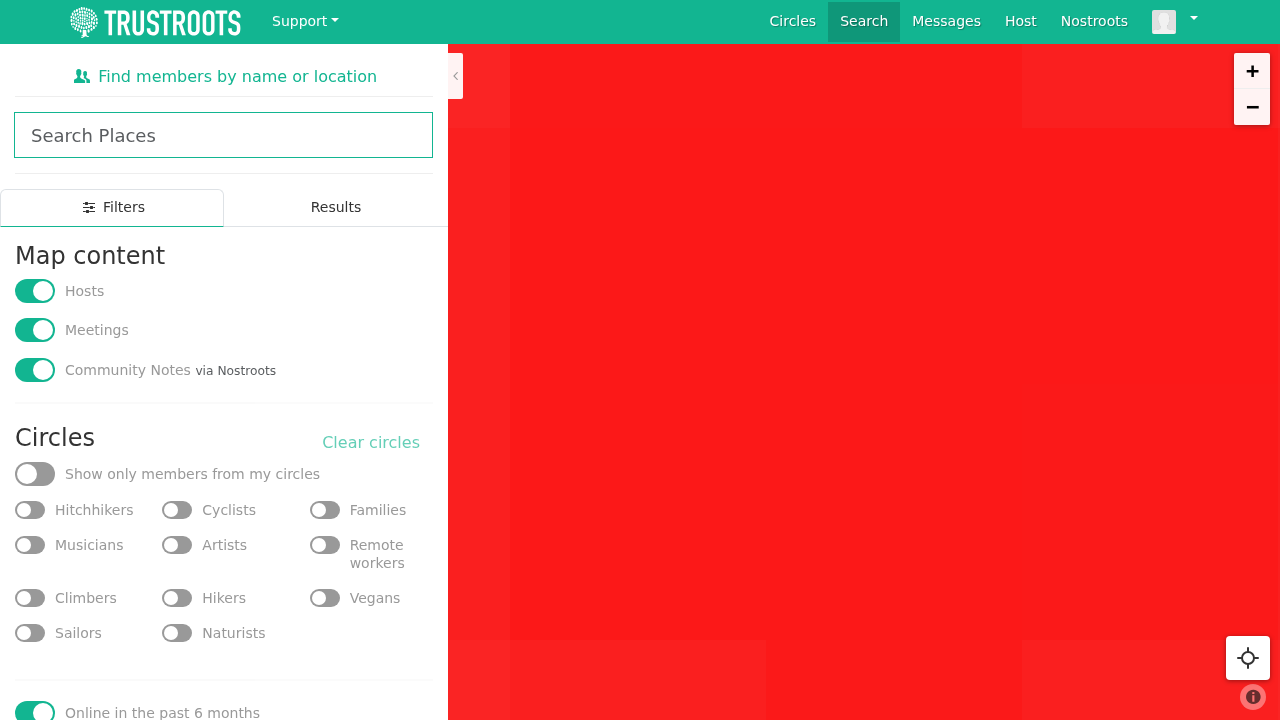 TRUSTROOTS Support Circles Search Messages Host Nostroots
Find members by name or location
Search Places
Filters Results
Map content
Hosts
Meetings
Community Notes via Nostroots
Circles Clear circles
Show only members from my circles
Hitchhikers Cyclists Families
Musicians Artists Remote
workers
Climbers Hikers Vegans
Sailors Naturists
Online in the past 6 months
+
−